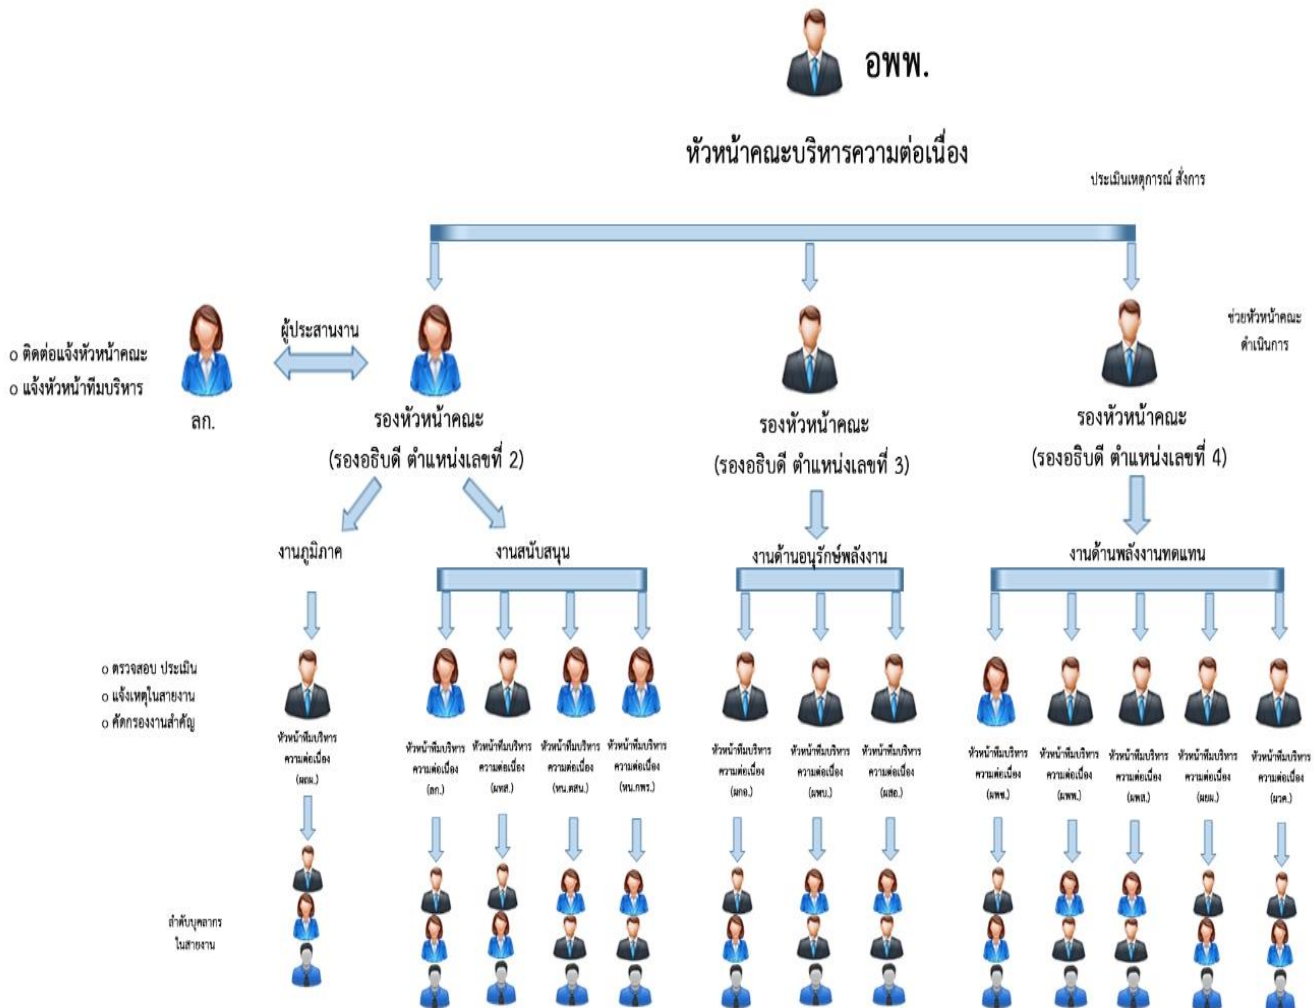 อพพ.
หัวหน้าคณะบริหารความต่อเนื่อง
ประเมินเหตุการณ์ สั่งการ
ผู้ประสานงาน
o ติดต่อแจ้งหัวหน้าคณะ
o แจ้งหัวหน้าทีมบริหาร
ลก.
ช่วยหัวหน้าคณะ
ดำเนินการ
รองหัวหน้าคณะ
(รองอธิบดี ตำแหน่งเลขที่ 2)
รองหัวหน้าคณะ
(รองอธิบดี ตำแหน่งเลขที่ 3)
รองหัวหน้าคณะ
(รองอธิบดี ตำแหน่งเลขที่ 4)
งานภูมิภาค
งานสนับสนุน
งานด้านอนุรักษ์พลังงาน
งานด้านพลังงานทดแทน
o ตรวจสอบ ประเมิน
o แจ้งเหตุในสายงาน
o คัดกรองงานสำคัญ
หัวหน้าทีมบริหาร
ความต่อเนื่อง
หัวหน้าทีมบริหาร
ความต่อเนื่อง
(ลก.)
หัวหน้าทีมบริหาร
ความต่อเนื่อง
(ผทส.)
หัวหน้าทีมบริหาร
ความต่อเนื่อง
(หน.ตสน.)
หัวหน้าทีมบริหาร
ความต่อเนื่อง
(หน.กพร.)
หัวหน้าทีมบริหาร
ความต่อเนื่อง
(ผกอ.)
หัวหน้าทีมบริหาร
ความต่อเนื่อง
(ผพบ.)
หัวหน้าทีมบริหาร
ความต่อเนื่อง
(ผสอ.)
หัวหน้าทีมบริหาร
ความต่อเนื่อง
(ผพช.)
หัวหน้าทีมบริหาร
ความต่อเนื่อง
(ผพพ.)
หัวหน้าทีมบริหาร
ความต่อเนื่อง
(ผพส.)
หัวหน้าทีมบริหาร
ความต่อเนื่อง
(ผยผ.)
หัวหน้าทีมบริหาร
ความต่อเนื่อง
(ผวค.)
ลำดับบุคลากร
ในสายงาน